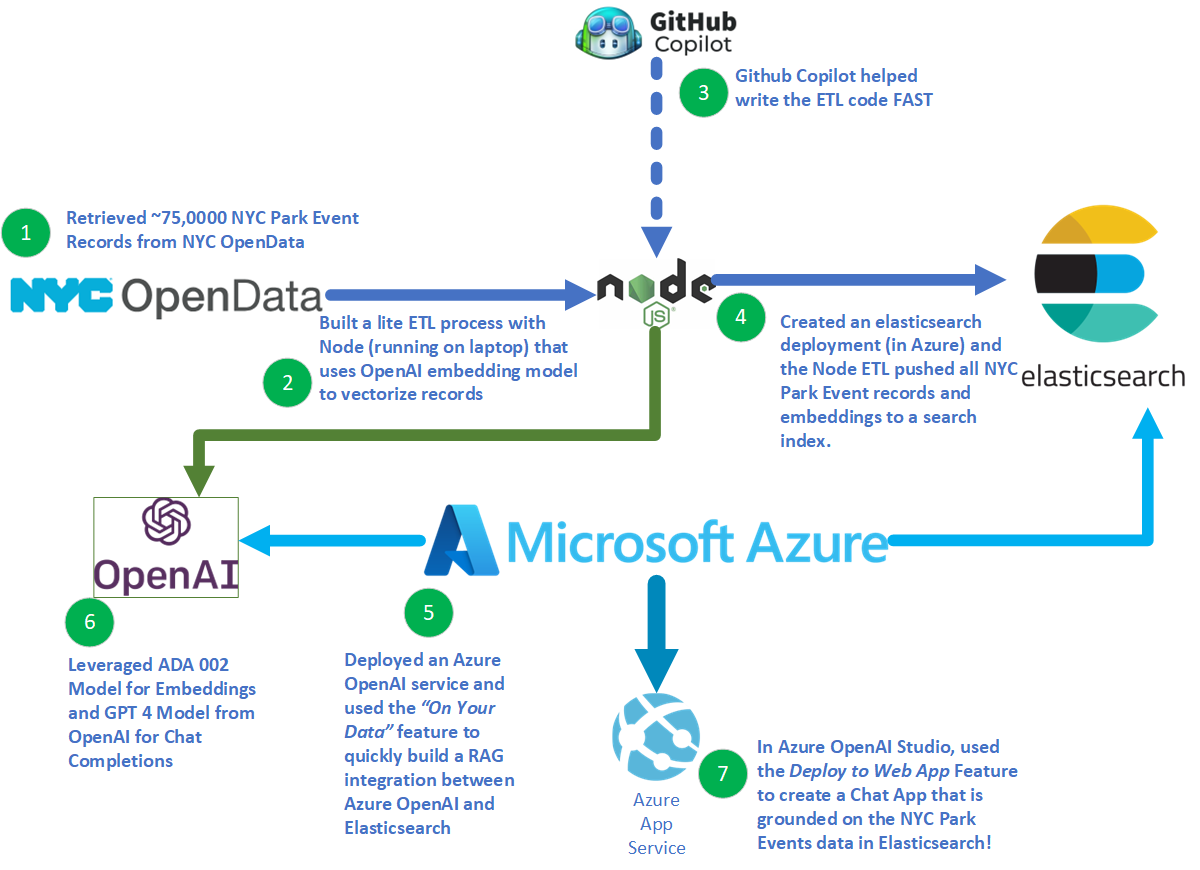 GitHub
Copilot
3
Github Copilot helped
write the ETL code FAST
1
Retrieved ~75,0000 NYC Park Event
Records from NYC OpenData
NYC OpenData
node
JS
2
Built a lite ETL process with
Node (running on laptop) that
uses OpenAI embedding model
to vectorize records
4
Created an elasticsearch
deployment (in Azure) and
the Node ETL pushed all NYC
Park Event records and
embeddings to a search
index.
elasticsearch
OpenAI
Microsoft Azure
6
Leveraged ADA 002
Model for Embeddings
and GPT 4 Model from
OpenAI for Chat
Completions
5
Deployed an Azure
OpenAI service and
used the “On Your
Data” feature to
quickly build a RAG
integration between
Azure OpenAI and
Elasticsearch
Azure
App
Service
7
In Azure OpenAI Studio, used
the Deploy to Web App Feature
to create a Chat App that is
grounded on the NYC Park
Events data in Elasticsearch!